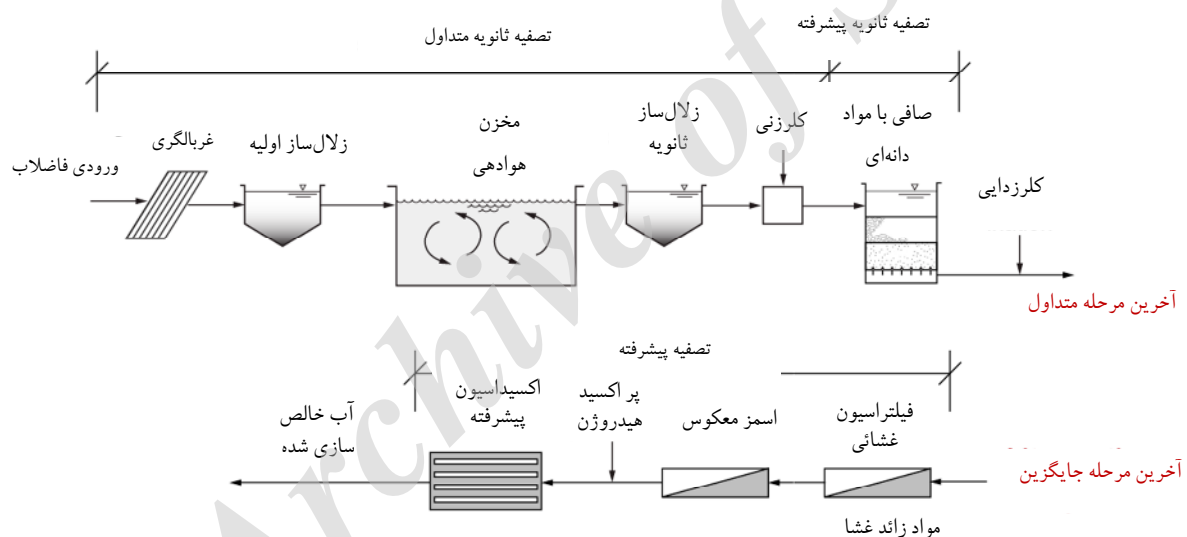 تصفیه ثانویه پیشرفته
تصفیه ثانویه متداول
ورودی فاضلاب
غربالگری
زلال‌ساز اولیه
مخزن
هوادهی
زلال‌ساز
ثانویه
کلرزنی
صافی با مواد
دانه‌ای
کلرزدایی
آخرین مرحله متداول
تصفیه پیشرفته
آخرین مرحله جایگزین
فیلتراسیون
غشائی
مواد زائد غشا
اسمز معکوس
پر اکسید
هیدروژن
اکسیداسیون
پیشرفته
آب خالص
سازی شده
Archive of S